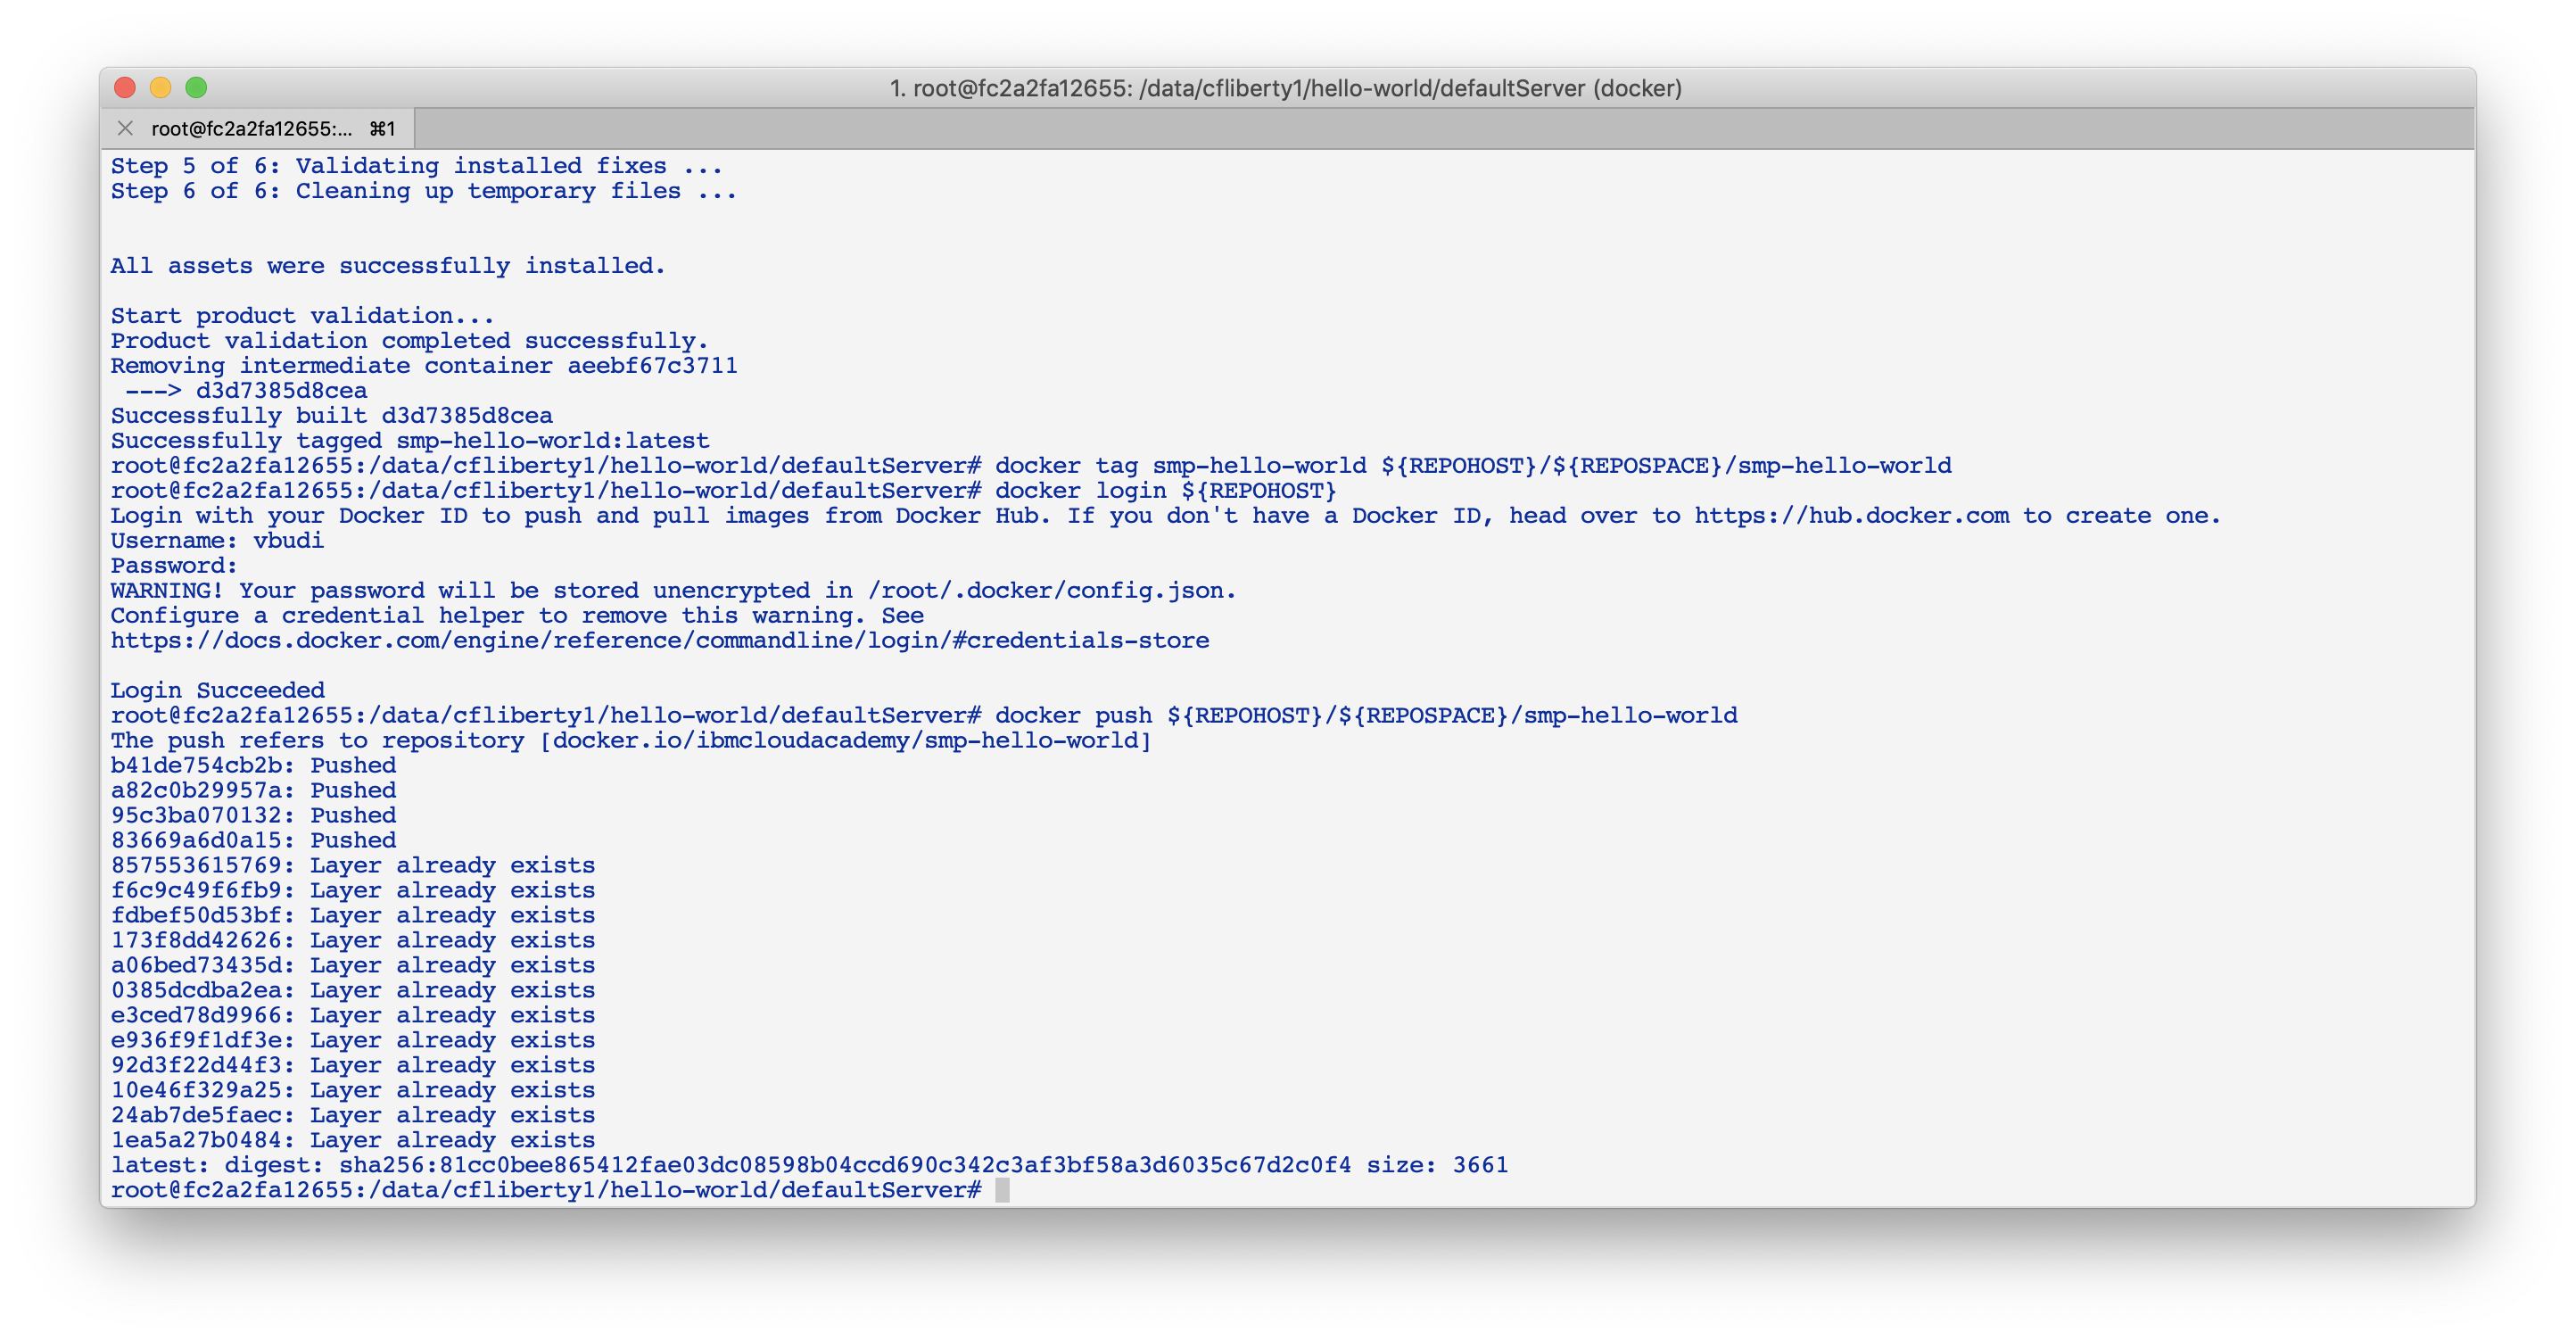 1. root@fc2a2fa12655: /data/cfliberty1/hello-world/defaultServer (docker)
root@fc2a2fa12655:... ⌘1
Step 5 of 6: Validating installed fixes ...
Step 6 of 6: Cleaning up temporary files ...
All assets were successfully installed.
Start product validation...
Product validation completed successfully.
Removing intermediate container aeebf67c3711
 ---> d3d7385d8cea
Successfully built d3d7385d8cea
Successfully tagged smp-hello-world:latest
root@fc2a2fa12655:/data/cfliberty1/hello-world/defaultServer# docker tag smp-hello-world ${REPOHOST}/${REPOSPACE}/smp-hello-world
root@fc2a2fa12655:/data/cfliberty1/hello-world/defaultServer# docker login ${REPOHOST}
Login with your Docker ID to push and pull images from Docker Hub. If you don't have a Docker ID, head over to https://hub.docker.com to create one.
Username: vbudi
Password:
WARNING! Your password will be stored unencrypted in /root/.docker/config.json.
Configure a credential helper to remove this warning. See
https://docs.docker.com/engine/reference/commandline/login/#credentials-store
Login Succeeded
root@fc2a2fa12655:/data/cfliberty1/hello-world/defaultServer# docker push ${REPOHOST}/${REPOSPACE}/smp-hello-world
The push refers to repository [docker.io/ibmcloudacademy/smp-hello-world]
b41de754cb2b: Pushed
a82c0b29957a: Pushed
95c3ba070132: Pushed
83669a6d0a15: Pushed
857553615769: Layer already exists
f6c9c49f6fb9: Layer already exists
fdbef50d53bf: Layer already exists
173f8dd42626: Layer already exists
a06bed73435d: Layer already exists
0385dcdba2ea: Layer already exists
e3ced78d9966: Layer already exists
e936f9f1df3e: Layer already exists
92d3f22d44f3: Layer already exists
10e46f329a25: Layer already exists
24ab7de5faec: Layer already exists
1ea5a27b0484: Layer already exists
latest: digest: sha256:81cc0bee865412fae03dc08598b04ccd690c342c3af3bf58a3d6035c67d2c0f4 size: 3661
root@fc2a2fa12655:/data/cfliberty1/hello-world/defaultServer#